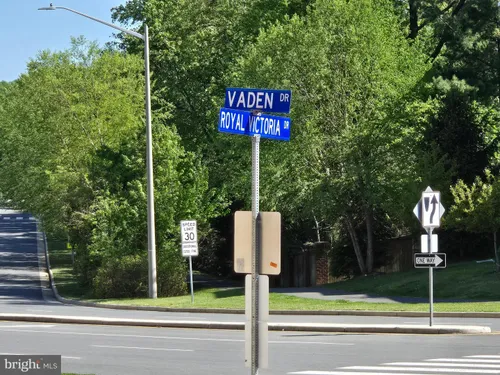 VADEN DR
ROYAL VICTORIA DR
SPEED
LIMIT
30
ONE WAY
bright MLS